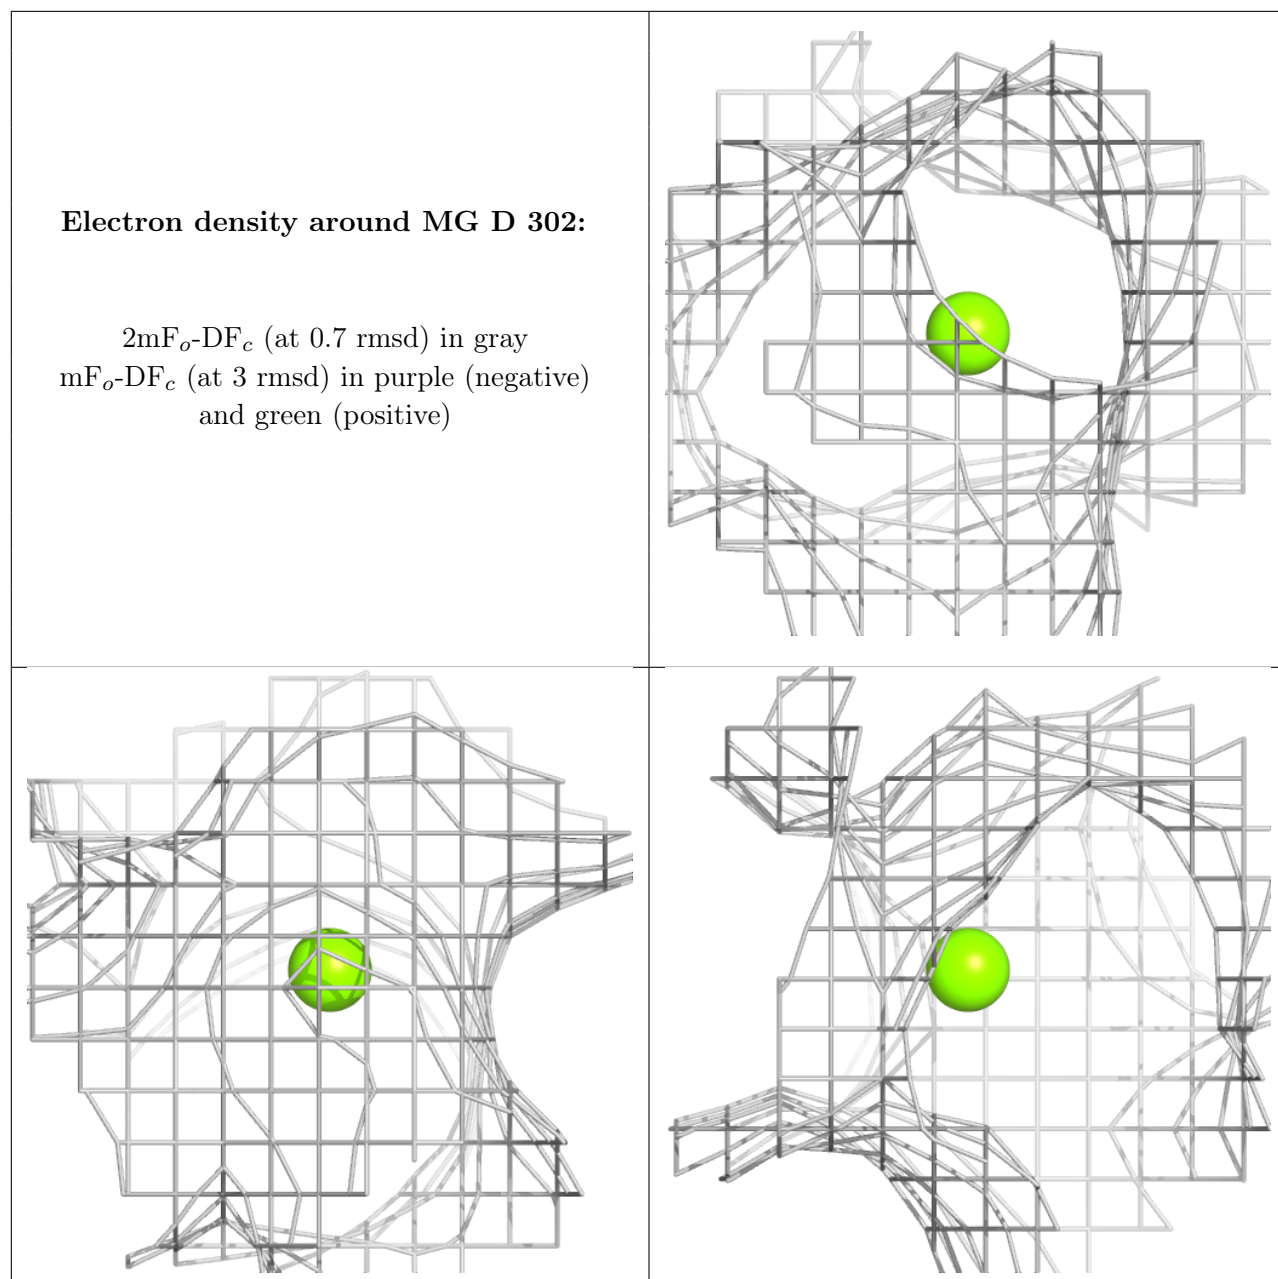 Electron density around MG D 302:
2mFo-DFc (at 0.7 rmsd) in gray
mFo-DFc (at 3 rmsd) in purple (negative)
and green (positive)